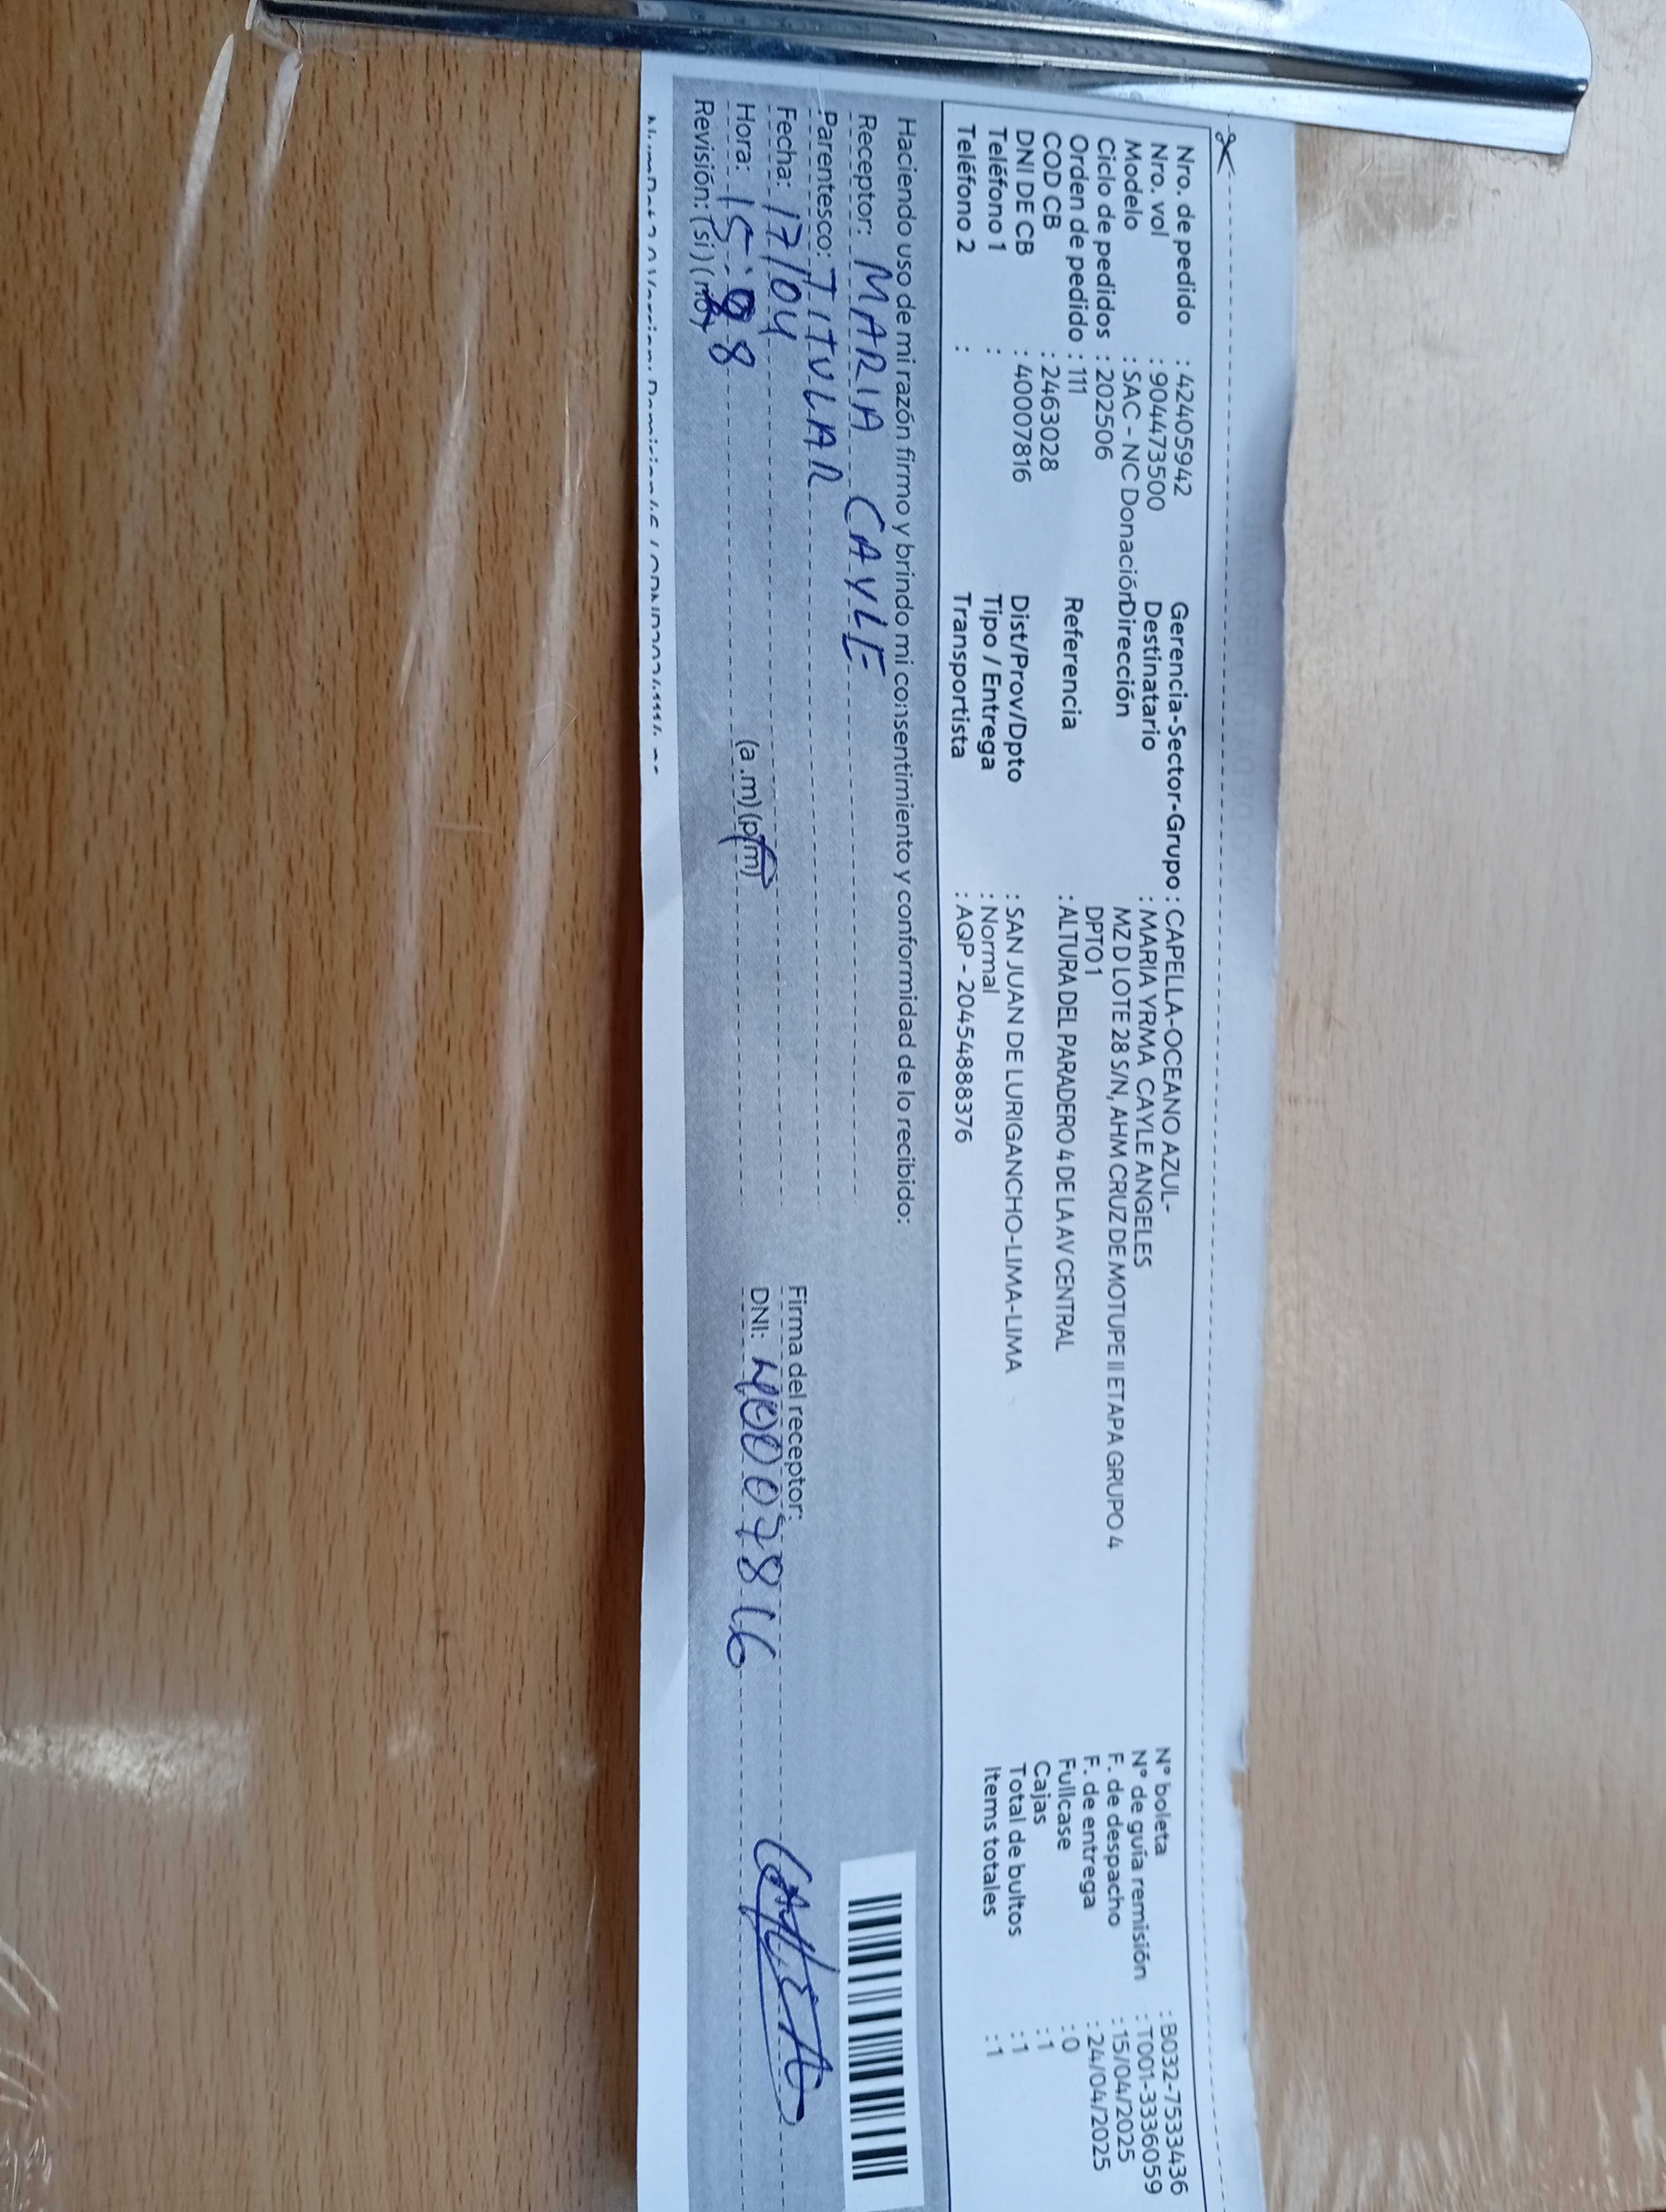 Nro. de pedido : 42405942
Nro. vol : 904473500
Modelo : SAC - NC Donación
Ciclo de pedidos : 202506
Orden de pedido : 111
COD CB : 2463028
DNI DE CB : 40007816
Teléfono 1 :
Teléfono 2 :
Gerencia-Sector-Grupo : CAPELLA-OCEANO AZUL-
Destinatario : MARIA YRMA CAYLE ANGELES
Dirección MZ D LOTE 28 S/N, AHM CRUZ DE MOTUPE II ETAPA GRUPO 4
DPTO 1
Referencia : ALTURA DEL PARADERO 4 DE LA AV CENTRAL
Dist/Prov/Dpto : SAN JUAN DE LURIGANCHO-LIMA-LIMA
Tipo / Entrega : Normal
Transportista : AQP - 20454888376
N° boleta : B032-7533436
N° de guía remisión : T001-3336059
F. de despacho : 15/04/2025
F. de entrega : 24/04/2025
Fullcase : 0
Cajas : 1
Total de bultos : 1
Items totales : 1
Haciendo uso de mi razón firmo y brindo mi consentimiento y conformidad de lo recibido:
Receptor: MARIA CAYLE
Parentesco: TITULAR
Fecha: 17/04
Hora: (a.m) (p.m)
Revisión: (si) (no)
Firma del receptor:
DNI: 40007816